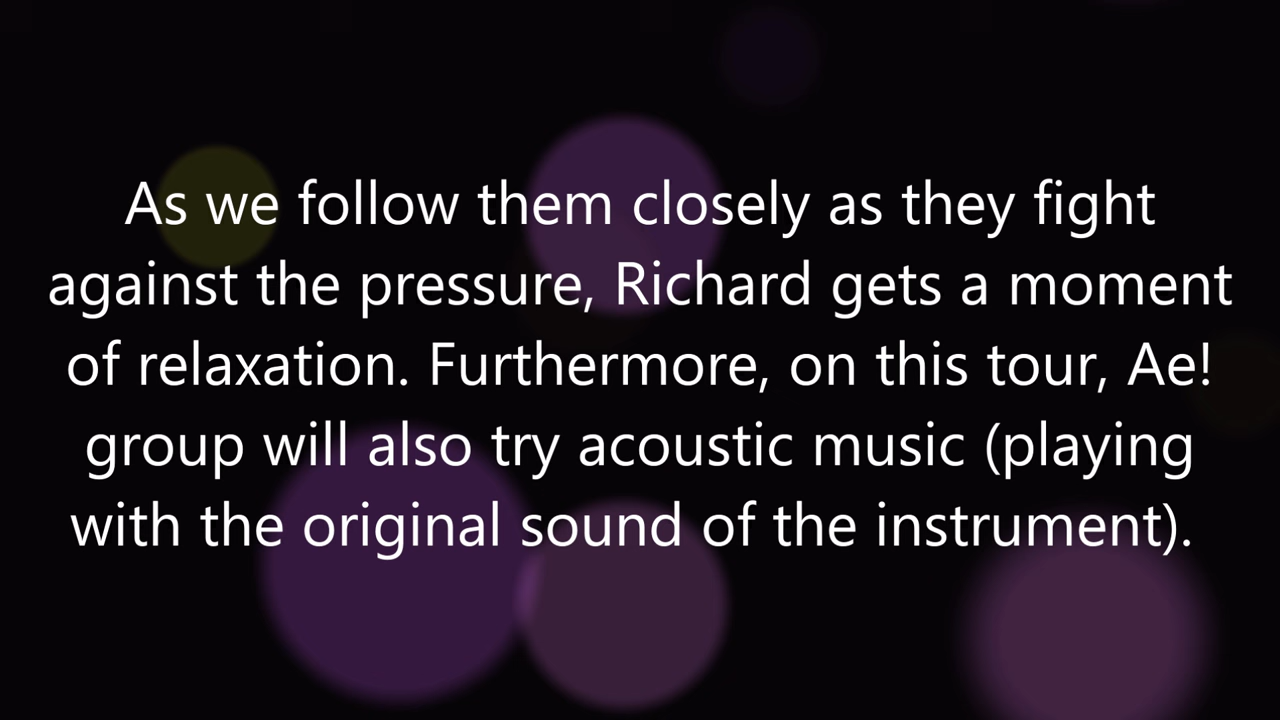 As we follow them closely as they fight
against the pressure, Richard gets a moment
of relaxation. Furthermore, on this tour, Ae!
group will also try acoustic music (playing
with the original sound of the instrument).